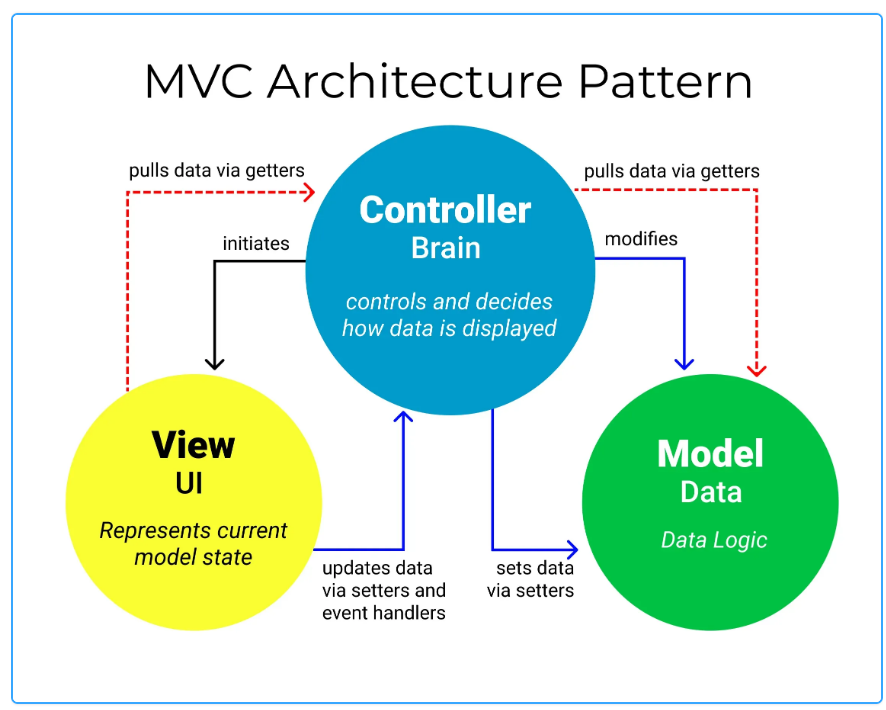 MVC Architecture Pattern
pulls data via getters
pulls data via getters
Controller
Brain
initiates
modifies
controls and decides
how data is displayed
View
UI
Represents current
model state
Model
Data
Data Logic
updates data
via setters and
event handlers
sets data
via setters